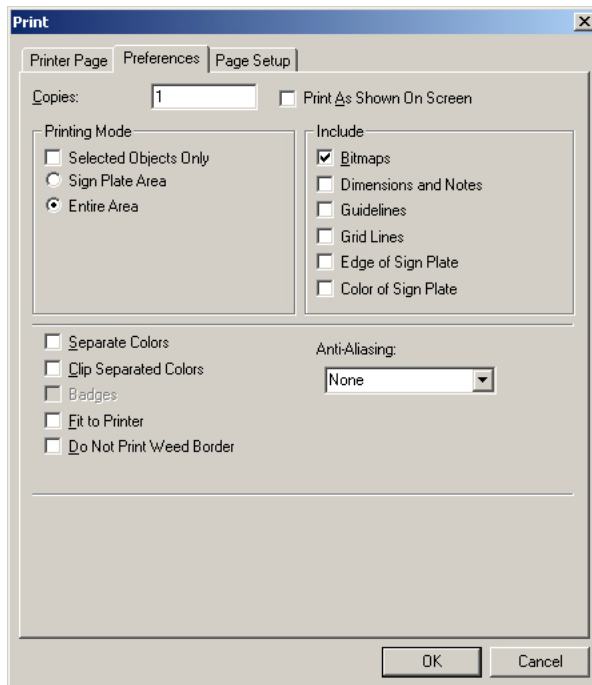 Print
Printer Page Preferences Page Setup
Copies: 1 Print As Shown On Screen
Printing Mode
Selected Objects Only
Sign Plate Area
Entire Area
Include
Bitmaps
Dimensions and Notes
Guidelines
Grid Lines
Edge of Sign Plate
Color of Sign Plate
Separate Colors
Clip Separated Colors
Badges
Fit to Printer
Do Not Print Weed Border
Anti-Aliasing:
None
OK Cancel